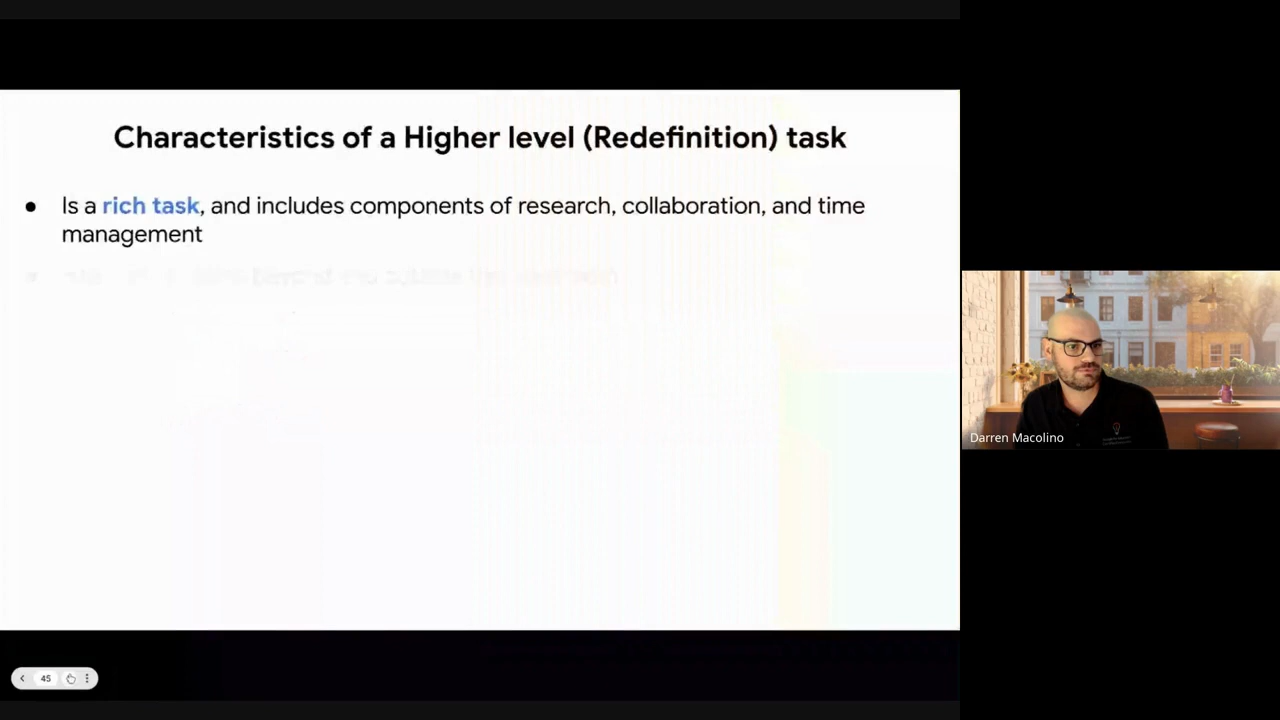 Characteristics of a Higher level (Redefinition) task
● Is a rich task, and includes components of research, collaboration, and time
management
Darren Macolino
45